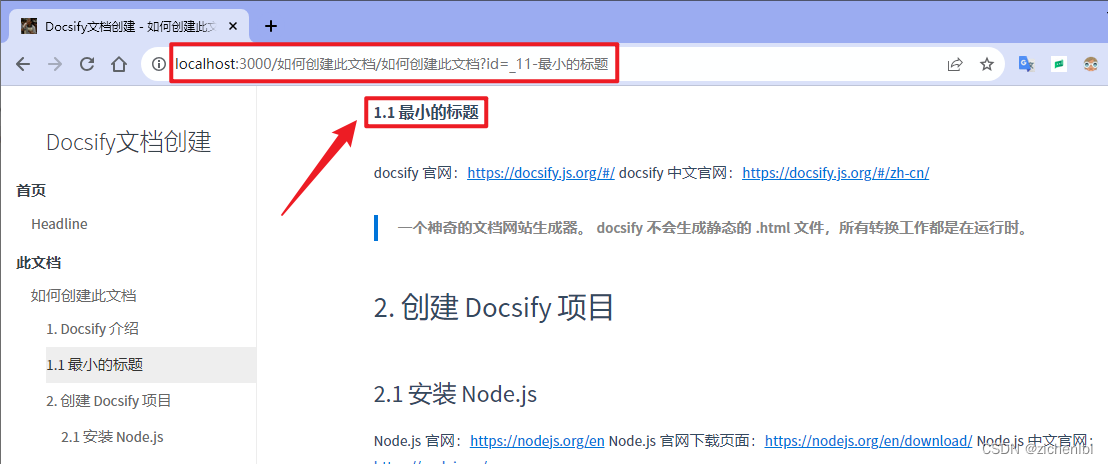 Docsify文档创建 - 如何创建此文
localhost:3000/如何创建此文档/如何创建此文档?id=_11-最小的标题
Docsify文档创建
首页
Headline
此文档
如何创建此文档
1. Docsify 介绍
1.1 最小的标题
2. 创建 Docsify 项目
2.1 安装 Node.js
1.1 最小的标题
docsify 官网：https://docsify.js.org/#/ docsify 中文官网：https://docsify.js.org/#/zh-cn/
一个神奇的文档网站生成器。 docsify 不会生成静态的 .html 文件，所有转换工作都是在运行时。
2. 创建 Docsify 项目
2.1 安装 Node.js
Node.js 官网：https://nodejs.org/en Node.js 官网下载页面：https://nodejs.org/en/download/ Node.js 中文官网：
CSDN @zichenibi